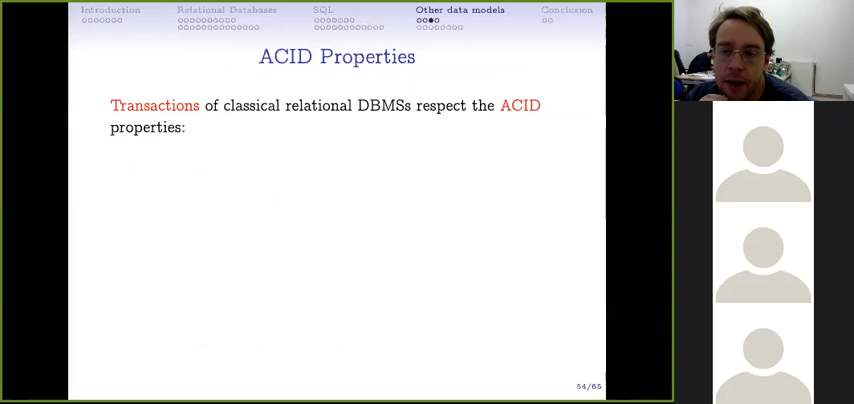 Introduction Relational Databases SQL Other data models Conclusion
ACID Properties
Transactions of classical relational DBMSs respect the ACID
properties:
54/65